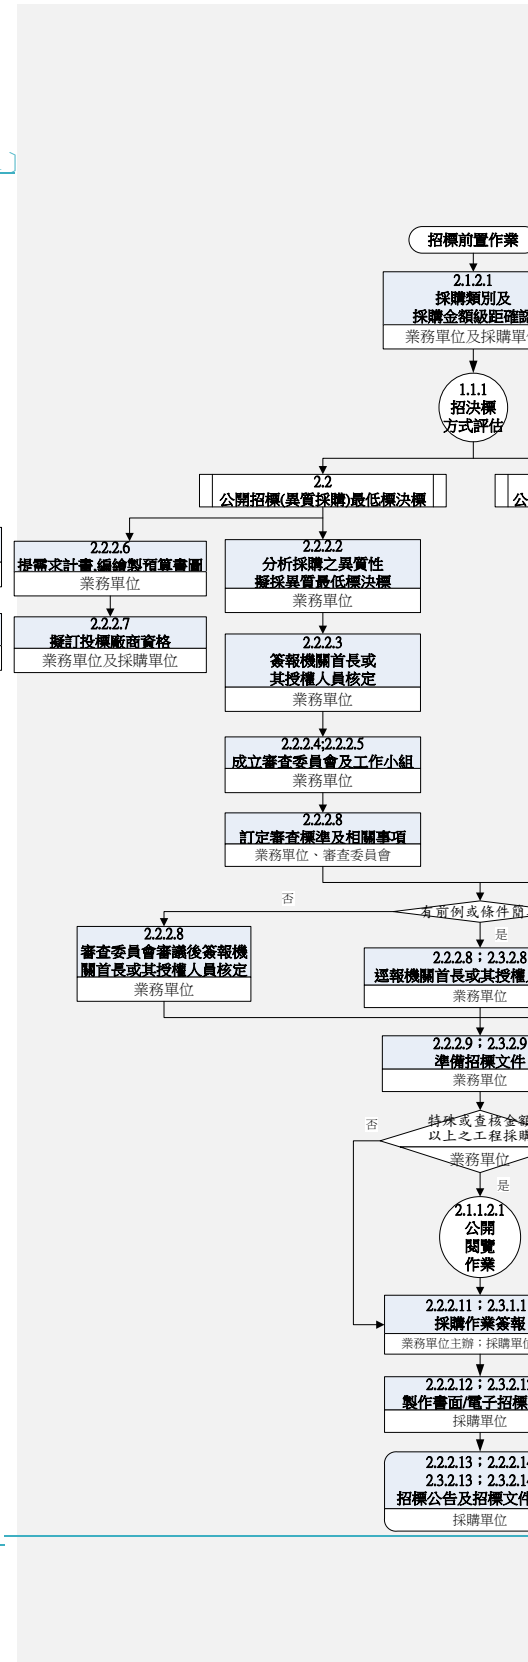 招標前置作業
2.1.2.1
採購類別及
採購金額級距確認
業務單位及採購單
1.1.1
招決標
方式評估
2.2
公開招標(異質採購)最低標決標
公
2.2.2.6
提需求計畫,編繪製預算書圖
業務單位
2.2.2.7
擬訂投標廠商資格
業務單位及採購單位
2.2.2.2
分析採購之異質性
擬採異質最低標決標
業務單位
2.2.2.3
簽報機關首長或
其授權人員核定
業務單位
2.2.2.4;2.2.2.5
成立審查委員會及工作小組
業務單位
2.2.2.8
訂定審查標準及相關事項
業務單位、審查委員會
否
有前例或條件簡
是
2.2.2.8
審查委員會審議後簽報機
關首長或其授權人員核定
業務單位
2.2.2.8；2.3.2.8
逕報機關首長或其授權
業務單位
2.2.2.9；2.3.2.9
準備招標文件
業務單位
否
特殊或查核金額
以上之工程採購
業務單位
是
2.1.1.2.1
公開
閱覽
作業
2.2.2.11；2.3.1.1
採購作業簽報
業務單位主辦；採購單位
2.2.2.12；2.3.2.12
製作書面/電子招標
採購單位
2.2.2.13；2.2.2.14
2.3.2.13；2.3.2.14
招標公告及招標文件
採購單位